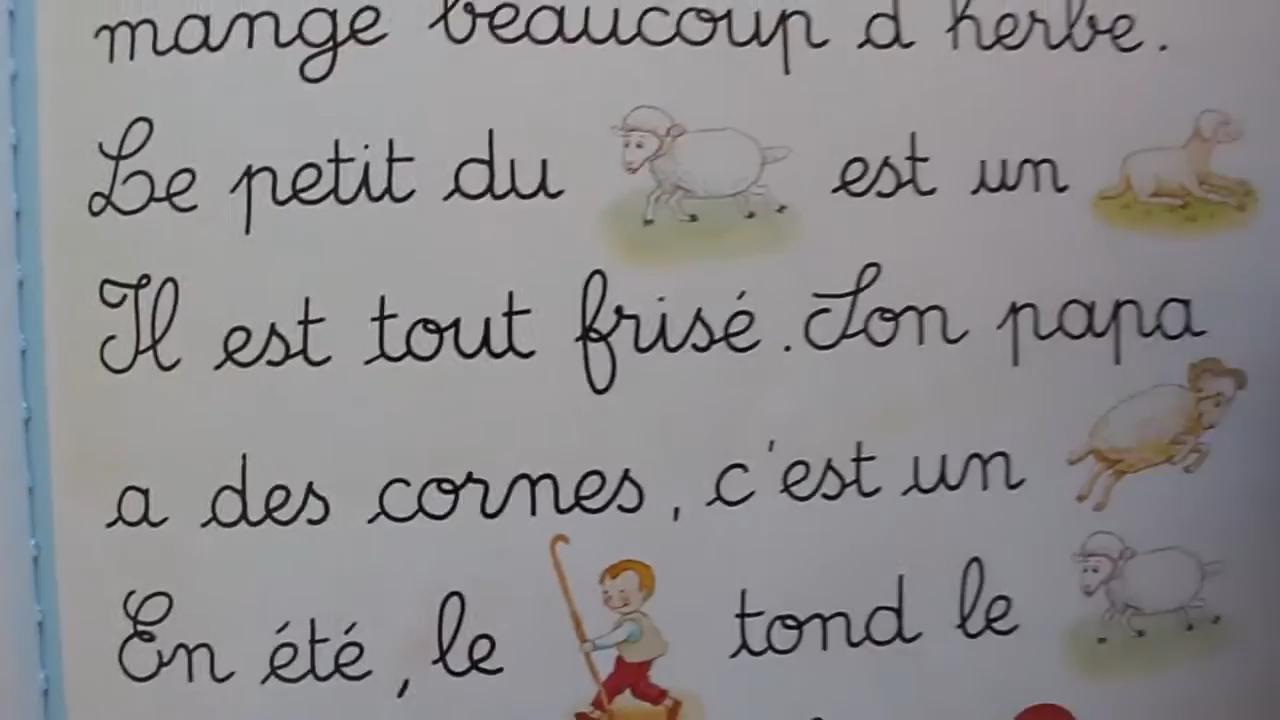 mange beaucoup d'herbe.
Le petit du est un
Il est tout frisé. Son papa
a des cornes, c'est un
En été, le tond le